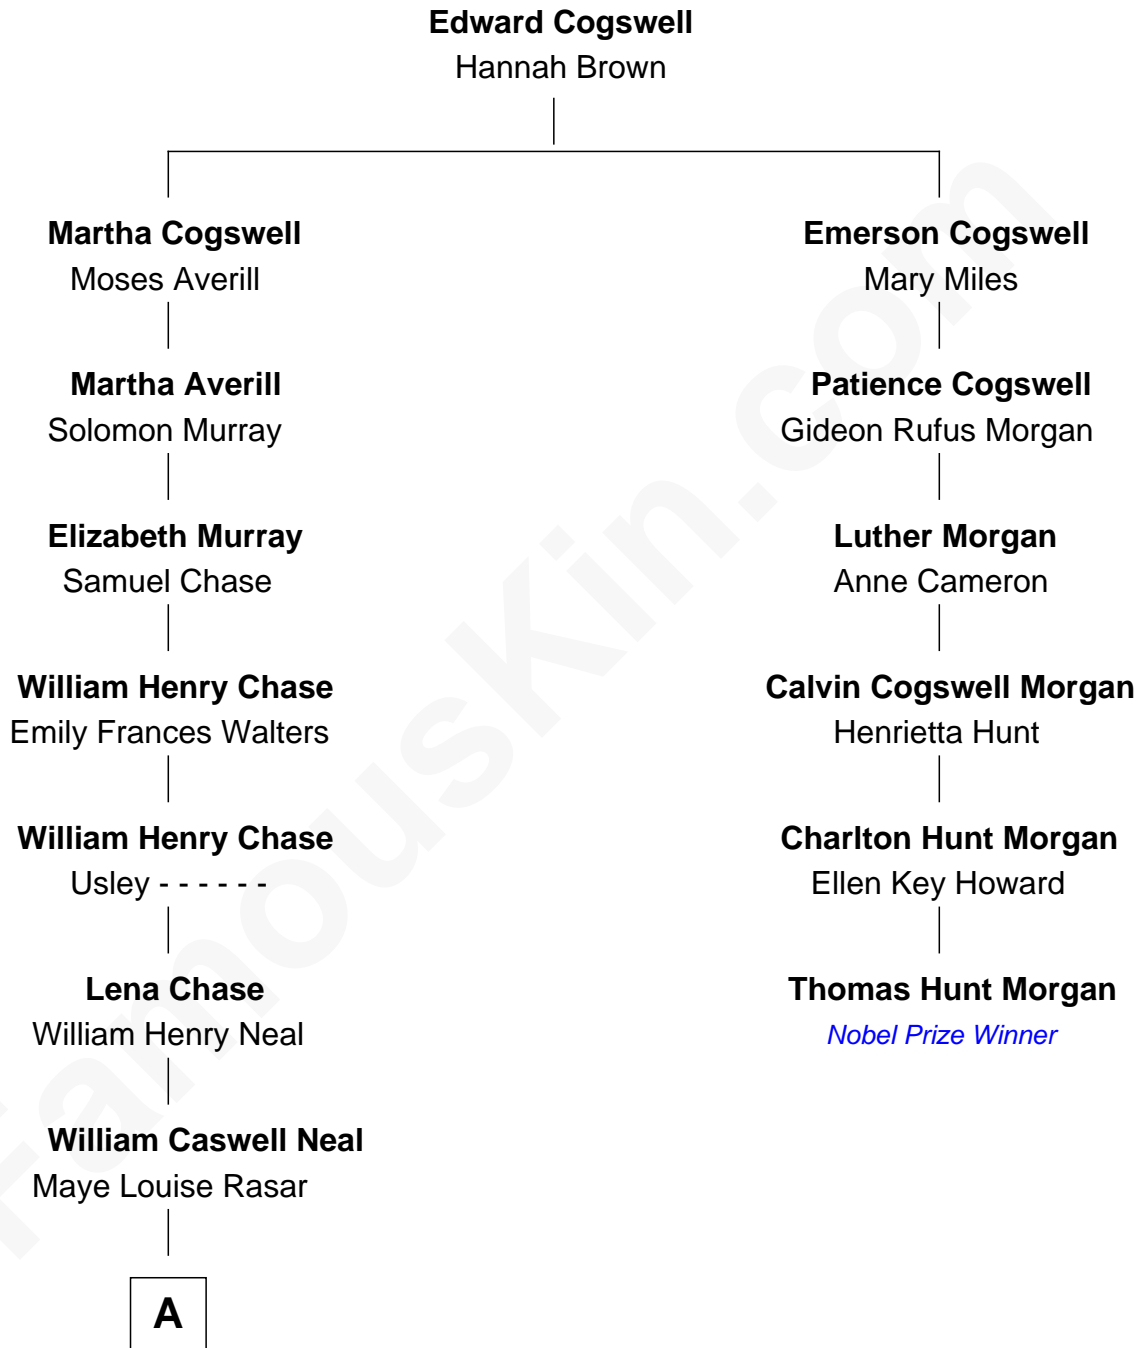 Edward Cogswell
Hannah Brown
Martha Cogswell
Moses Averill
Martha Averill
Solomon Murray
Elizabeth Murray
Samuel Chase
William Henry Chase
Emily Frances Walters
William Henry Chase
Usley - - - - - -
Lena Chase
William Henry Neal
William Caswell Neal
Maye Louise Rasar
A
Emerson Cogswell
Mary Miles
Patience Cogswell
Gideon Rufus Morgan
Luther Morgan
Anne Cameron
Calvin Cogswell Morgan
Henrietta Hunt
Charlton Hunt Morgan
Ellen Key Howard
Thomas Hunt Morgan
Nobel Prize Winner
FamousKin.com